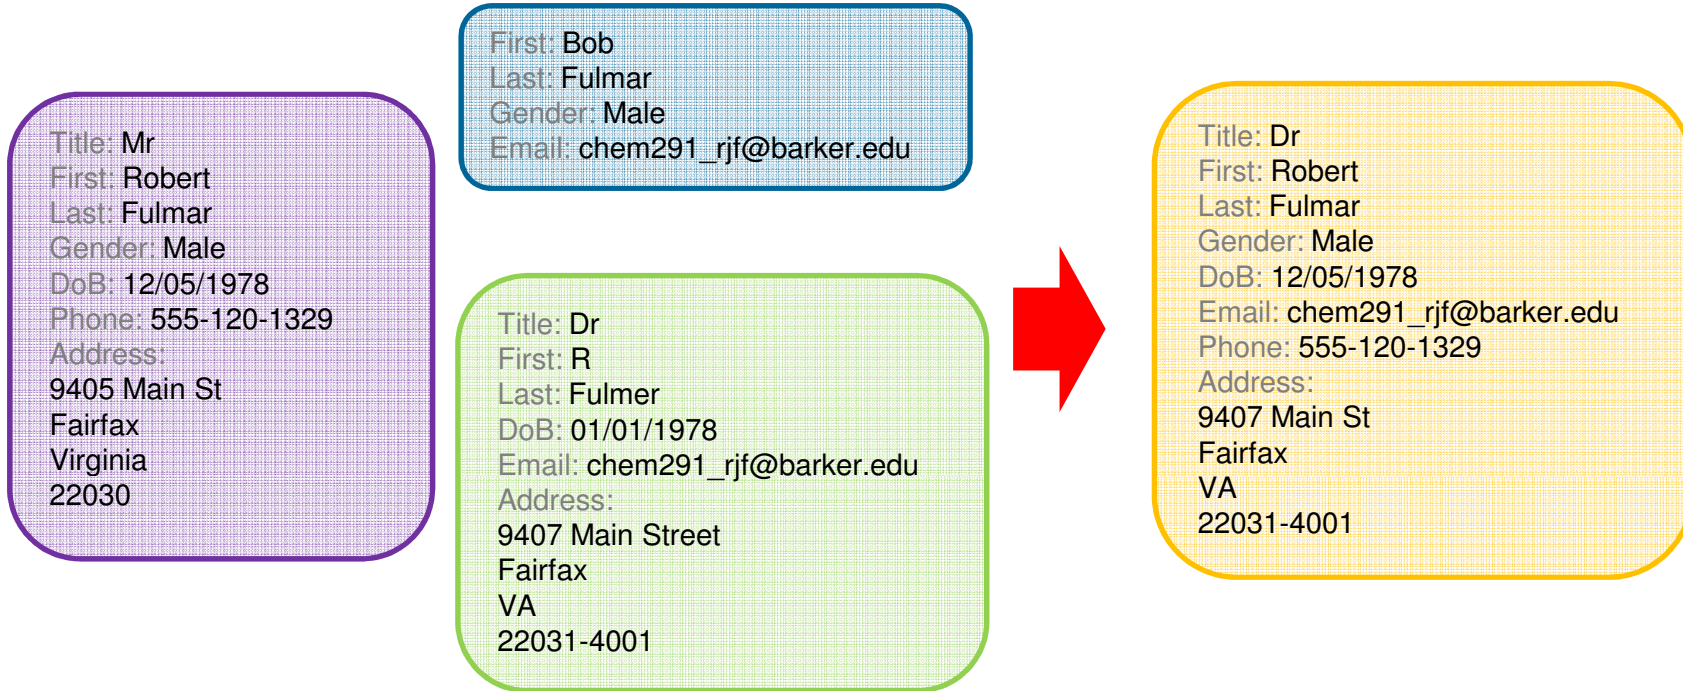 Title: Mr
First: Robert
Last: Fulmar
Gender: Male
DoB: 12/05/1978
Phone: 555-120-1329
Address:
9405 Main St
Fairfax
Virginia
22030
First: Bob
Last: Fulmar
Gender: Male
Email: chem291_rjf@barker.edu
Title: Dr
First: R
Last: Fulmer
DoB: 01/01/1978
Email: chem291_rjf@barker.edu
Address:
9407 Main Street
Fairfax
VA
22031-4001
Title: Dr
First: Robert
Last: Fulmar
Gender: Male
DoB: 12/05/1978
Email: chem291_rjf@barker.edu
Phone: 555-120-1329
Address:
9407 Main St
Fairfax
VA
22031-4001